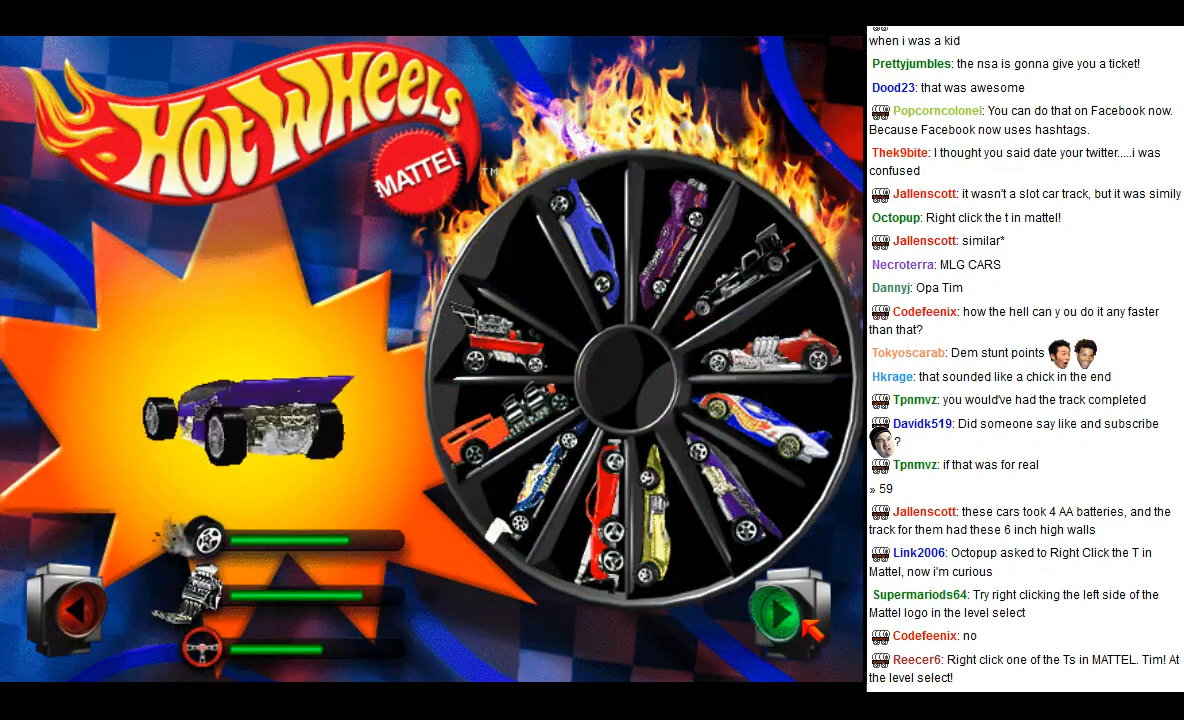 HOT WHEELS
MATTEL
TM
when i was a kid
Prettyjumbles: the nsa is gonna give you a ticket!
Dood23: that was awesome
Popcorncolonel: You can do that on Facebook now.
Because Facebook now uses hashtags.
Thek9bite: I thought you said date your twitter.....i was
confused
Jallenscott: it wasn't a slot car track, but it was simily
Octopup: Right click the t in mattel!
Jallenscott: similar*
Necroterra: MLG CARS
Dannyj: Opa Tim
Codefeenix: how the hell can y ou do it any faster
than that?
Tokyoscarab: Dem stunt points
Hkrage: that sounded like a chick in the end
Tpnmvz: you would've had the track completed
Davidk519: Did someone say like and subscribe
?
Tpnmvz: if that was for real
» 59
Jallenscott: these cars took 4 AA batteries, and the
track for them had these 6 inch high walls
Link2006: Octopup asked to Right Click the T in
Mattel, now i'm curious
Supermariods64: Try right clicking the left side of the
Mattel logo in the level select
Codefeenix: no
Reecer6: Right click one of the Ts in MATTEL. Tim! At
the level select!